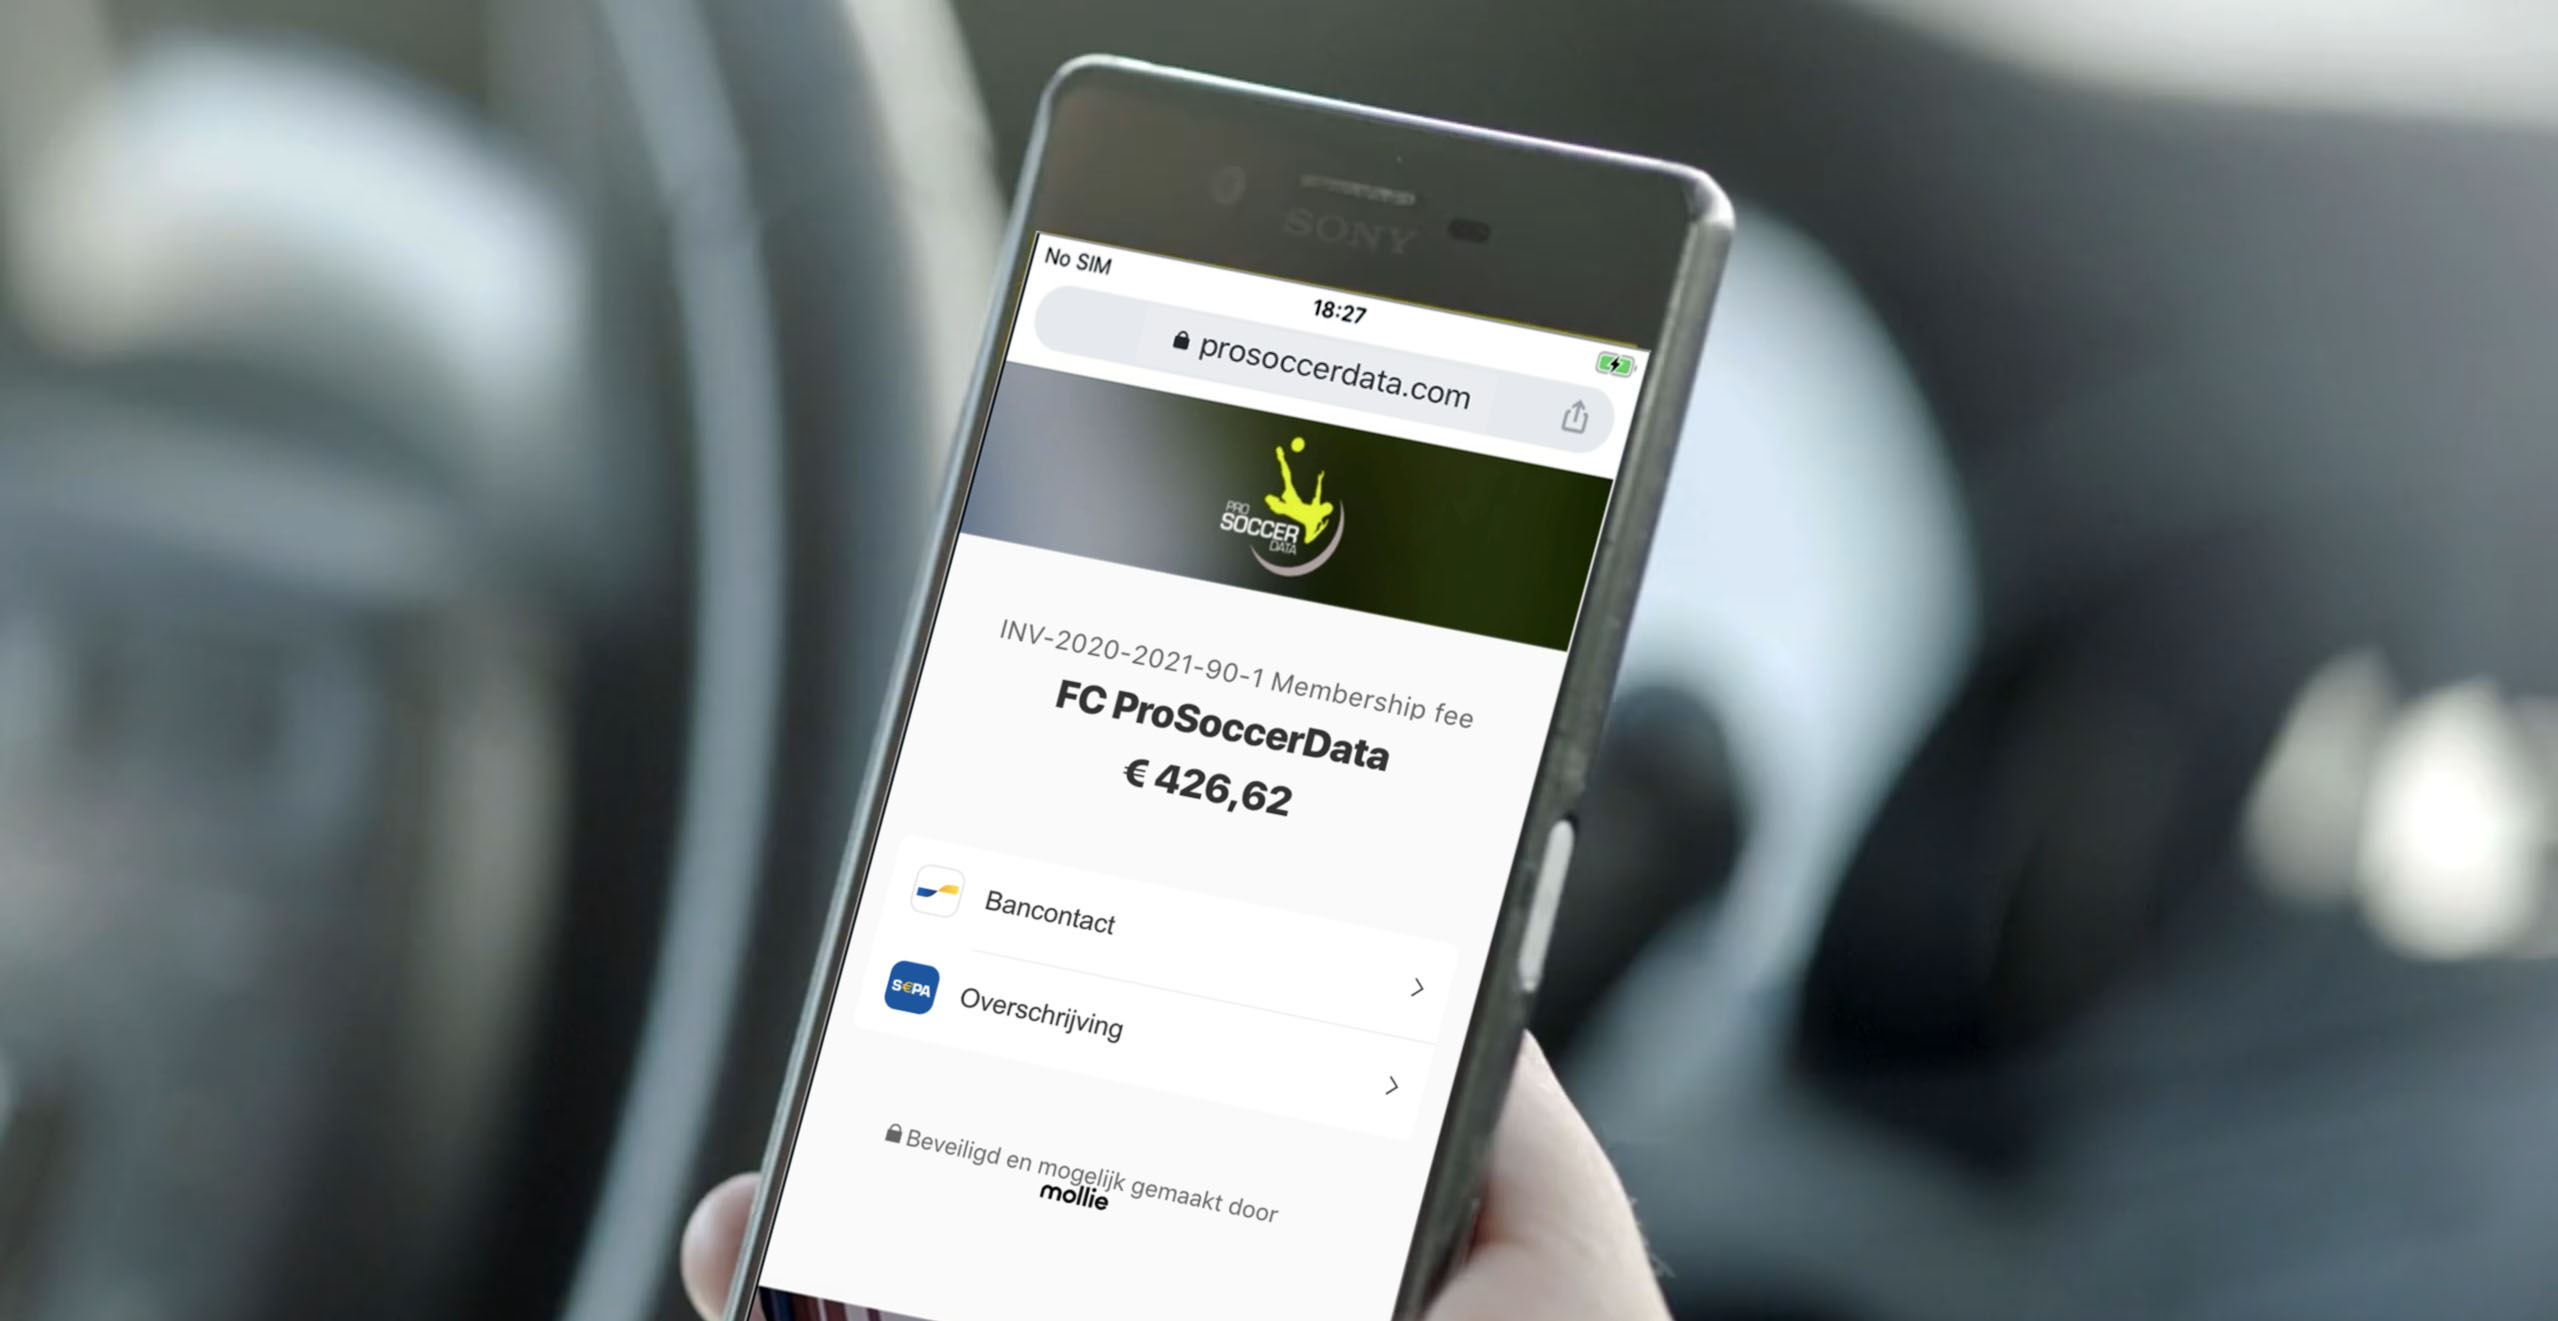 SONY
No SIM
18:27
prosoccerdata.com
PRO
SOCCER
DATA
INV-2020-2021-90-1 Membership fee
FC ProSoccerData
€ 426,62
Bancontact
S€PA
Overschrijving
Beveiligd en mogelijk gemaakt door
mollie